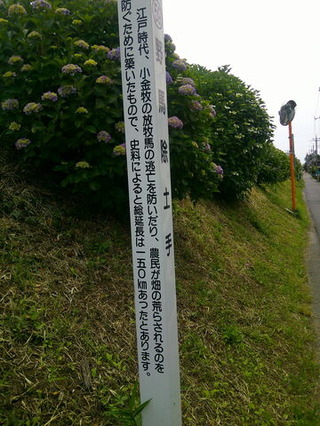 馬除土手
江戸時代、小金牧の放牧馬の逃亡を防いだり、農民が畑の荒らされるのを
防ぐために築いたもので、史料によると総延長は一五〇kmあったとあります。